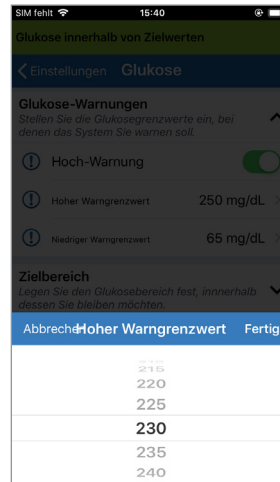 SIM fehlt 15:40
Glukose innerhalb von Zielwerten
Einstellungen Glukose
Glukose-Warnungen
Stellen Sie die Glukosegrenzwerte ein, bei
denen das System Sie warnen soll.
Hoch-Warnung
Hoher Warngrenzwert 250 mg/dL
Niedriger Warngrenzwert 65 mg/dL
Zielbereich
Legen Sie den Glukosebereich fest, innnerhalb
dessen Sie bleiben möchten.
Abbrechen Hoher Warngrenzwert Fertig
215
220
225
230
235
240